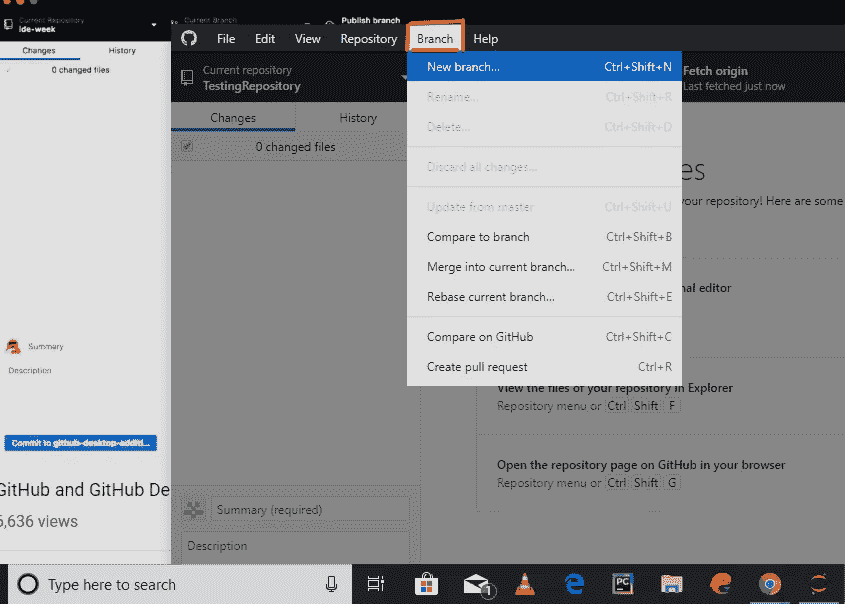 Current Repository
ide-week
Current Branch
Publish branch
Changes
History
0 changed files
Summary
Description
Commit to github-desktop-additi...
GitHub and GitHub De
6,636 views
File Edit View Repository Branch Help
Current repository
TestingRepository
Fetch origin
Last fetched just now
Changes
History
0 changed files
New branch... Ctrl+Shift+N
Rename... Ctrl+Shift+R
Delete... Ctrl+Shift+D
Discard all changes...
Update from master Ctrl+Shift+U
Compare to branch Ctrl+Shift+B
Merge into current branch... Ctrl+Shift+M
Rebase current branch... Ctrl+Shift+E
Compare on GitHub Ctrl+Shift+C
Create pull request Ctrl+R
es
your repository! Here are some
nal editor
View the files of your repository in Explorer
Repository menu or Ctrl Shift F
Open the repository page on GitHub in your browser
Repository menu or Ctrl Shift G
Summary (required)
Description
Type here to search
1
PC